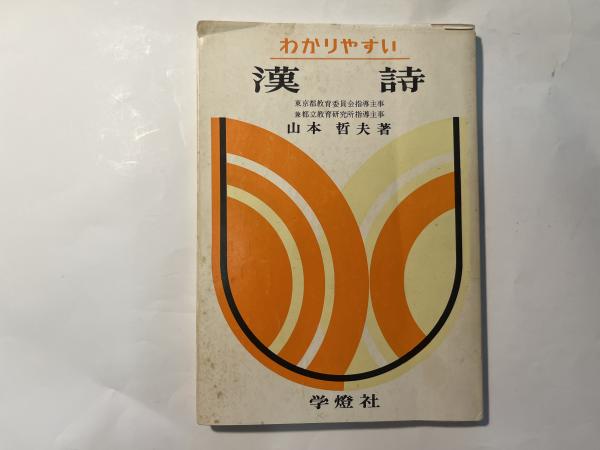 わかりやすい
漢詩
東京都教育委員会指導主事
兼都立教育研究所指導主事
山本哲夫著
学燈社